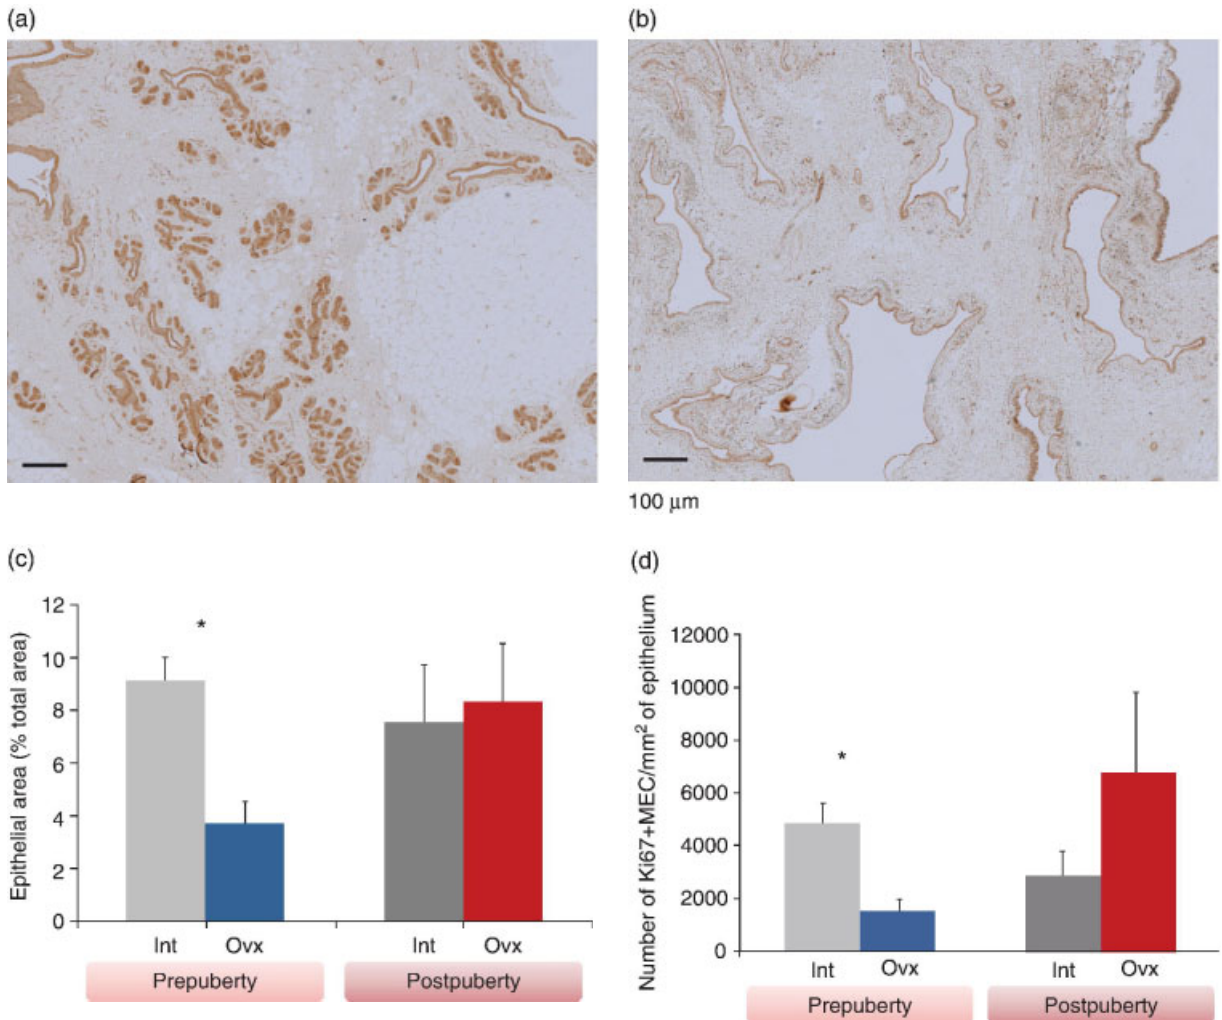 (a)
(b)
100 μm
(c)
Epithelial area (% total area)
12
10
8
6
4
2
0
*
Int
Ovx
Int
Ovx
Prepuberty
Postpuberty
(d)
Number of Ki67+MEC/mm² of epithelium
12000
10000
8000
6000
4000
2000
0
*
Int
Ovx
Int
Ovx
Prepuberty
Postpuberty